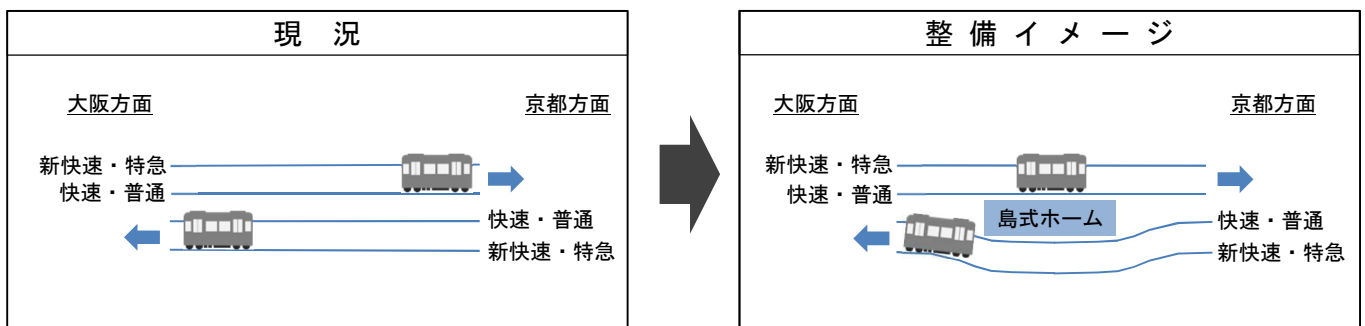 現況
大阪方面
京都方面
新快速・特急
快速・普通
快速・普通
新快速・特急
整備イメージ
大阪方面
京都方面
新快速・特急
快速・普通
島式ホーム
快速・普通
新快速・特急